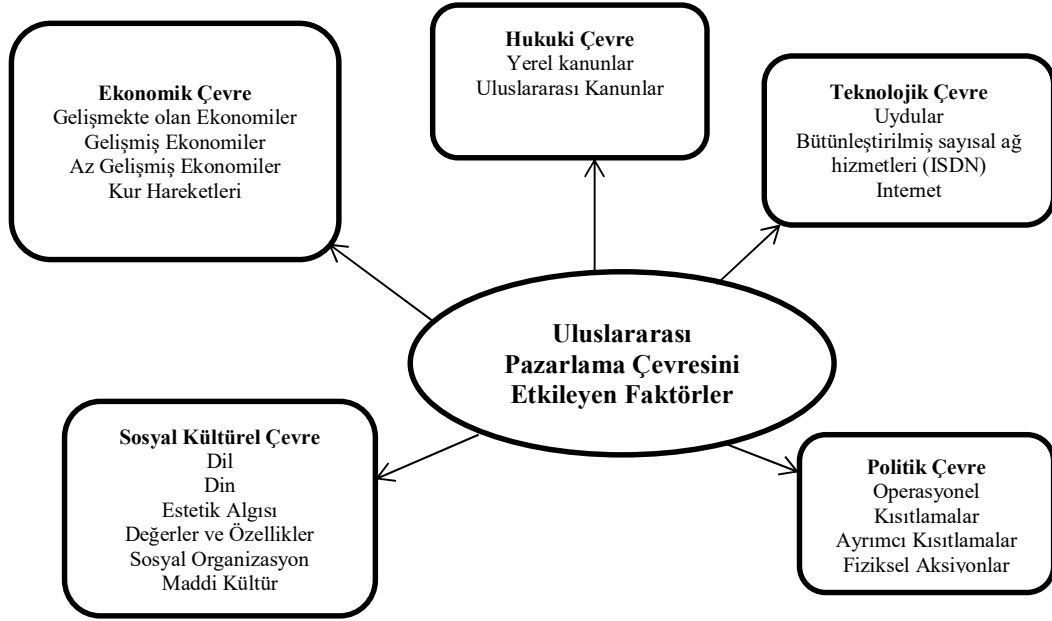 Hukuki Çevre
Yerel kanunlar
Uluslararası Kanunlar
Ekonomik Çevre
Gelişmekte olan Ekonomiler
Gelişmiş Ekonomiler
Az Gelişmiş Ekonomiler
Kur Hareketleri
Teknolojik Çevre
Uydular
Bütünleştirilmiş sayısal ağ
hizmetleri (ISDN)
Internet
Uluslararası
Pazarlama Çevresini
Etkileyen Faktörler
Sosyal Kültürel Çevre
Dil
Din
Estetik Algısı
Değerler ve Özellikler
Sosyal Organizasyon
Maddi Kültür
Politik Çevre
Operasyonel
Kısıtlamalar
Ayrımcı Kısıtlamalar
Fiziksel Aksiyonlar